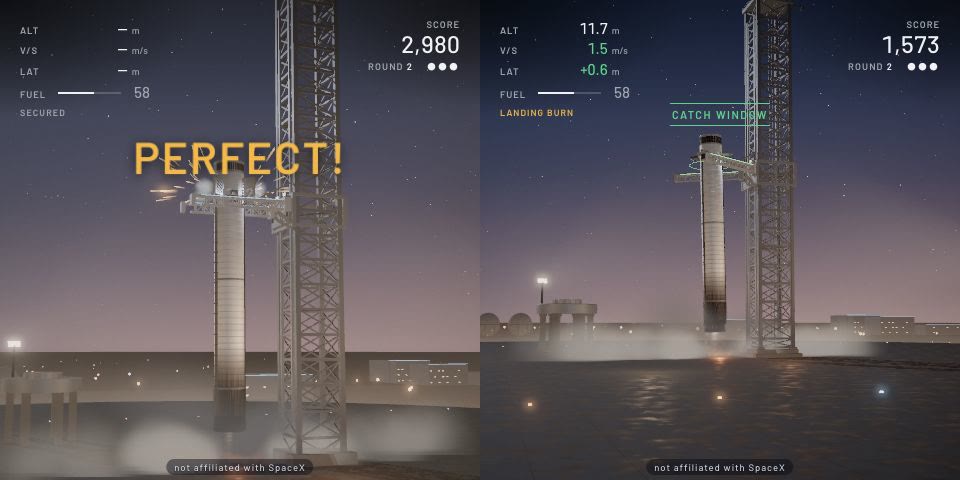 ALT — m
V/S — m/s
LAT — m
FUEL 58
SECURED
SCORE
2,980
ROUND 2
PERFECT!
not affiliated with SpaceX
ALT 11.7 m
V/S 1.5 m/s
LAT +0.6 m
FUEL 58
LANDING BURN
SCORE
1,573
ROUND 2
CATCH WINDOW
not affiliated with SpaceX